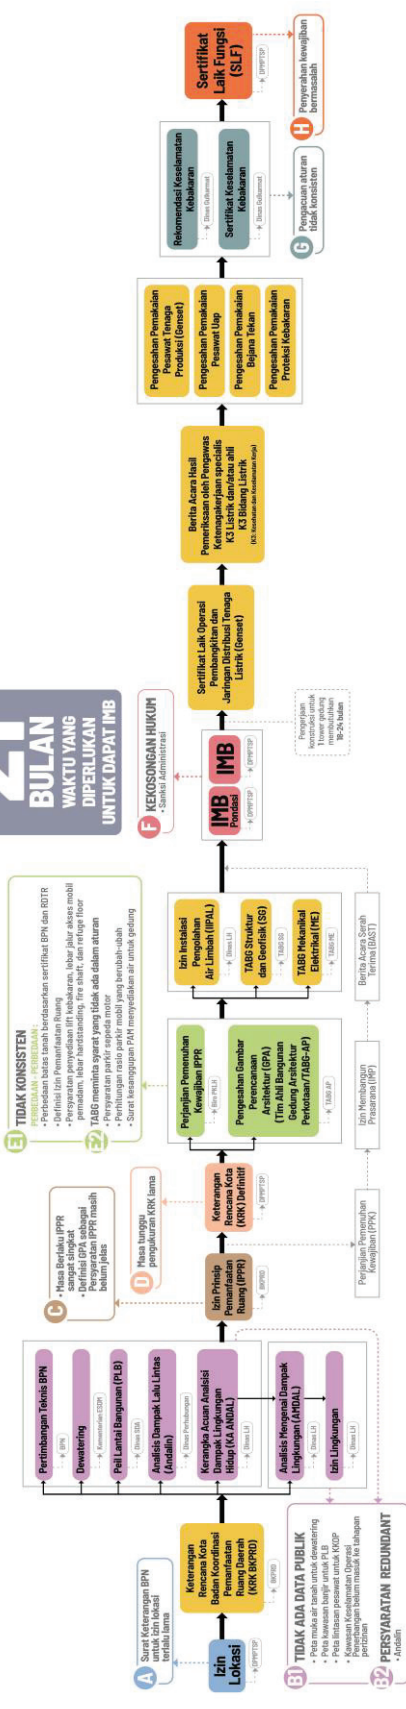 21
BULAN
WAKTU YANG
DIPERLUKAN
UNTUK DAPAT IMB
A
Surat Keterangan BPN
untuk izin lokasi
terlalu lama
Izin
Lokasi
DPMPTSP
Keterangan
Rencana Kota
Badan Koordinasi
Pemanfaatan
Ruang Daerah
(KRK BKPRD)
BKPRD
Pertimbangan Teknis BPN
BPN
Dewatering
Kementerian ESDM
Peil Lantai Bangunan (PLB)
Dinas SDA
Analisis Dampak Lalu Lintas
(Andalin)
Dinas Perhubungan
Kerangka Acuan Analsisi
Dampak Lingkungan
Hidup (KA ANDAL)
Dinas LH
Analisis Mengenai Dampak
Lingkungan (AMDAL)
Dinas LH
Izin Lingkungan
Dinas LH
B1
TIDAK ADA DATA PUBLIK
• Peta muka air tanah untuk dewatering
• Peta kawasan banjir untuk PLB
• Peta lintasan pesawat untuk KKOP
• Kawasan Keselamatan Operasi
Penerbangan belum masuk ke tahapan
perizinan
B2
PERSYARATAN REDUNDANT
• Andalin
C
• Masa Berlaku IPPR
sangat singkat
• Definisi GPA sebagai
Persyaratan IPPR masih
belum jelas
Izin Prinsip
Pemanfaatan
Ruang (IPPR)
BKPRD
D
Masa tunggu
pengukuran KRK lama
Keterangan
Rencana Kota
(KRK) Definitif
DPMPTSP
Perjanjian Pemenuhan
Kewajiban (PPK)
Izin Membangun
Prasarana (IMP)
Berita Acara Serah
Terima (BAST)
E1
TIDAK KONSISTEN
PERBEDAAN - PERBEDAAN :
• Perbedaan batas tanah berdasarkan sertifikat BPN dan RDTR
• Definisi Izin Pemanfaatan Ruang
• Persyaratan penyediaan lift kebakaran, lebar jalur akses mobil
pemadam, lebar hardstanding, fire shaft, dan refuge floor
E2
TABG meminta syarat yang tidak ada dalam aturan
• Persyaratan parkir sepeda motor
• Perhitungan rasio parkir mobil yang berubah-ubah
• Surat kesanggupan PAM menyediakan air untuk gedung
Perjanjian Pemenuhan
Kewajiban IPPR
Biro PKLH
Pengesahan Gambar
Perencanaan
Arsitektur (GPA)
(Tim Ahli Bangunan
Gedung Arsitektur
Perkotaan/TABG-AP)
TABG AP
Izin Instalasi
Pengolahan
Air Limbah (IPAL)
Dinas LH
TABG Struktur
dan Geofisik (SG)
TABG SG
TABG Mekanikal
Elektrikal (ME)
TABG ME
F
KEKOSONGAN HUKUM
• Sanksi Administrasi
IMB
Pondasi
DPMPTSP
IMB
DPMPTSP
Pengerjaan
konstruksi untuk
1 tower gedung
membutuhkan
18-24 bulan
Sertifikat Laik Operasi
Pembangkitan dan
Jaringan Distribusi Tenaga
Listrik (Genset)
Berita Acara Hasil
Pemeriksaan oleh Pengawas
Ketenagakerjaan specialis
K3 Listrik dan/atau ahli
K3 Bidang Listrik
(K3: Kesehatan dan Keselamatan Kerja)
Pengesahan Pemakaian
Pesawat Tenaga
Produksi (Genset)
Pengesahan Pemakaian
Pesawat Uap
Pengesahan Pemakaian
Bejana Tekan
Pengesahan Pemakaian
Proteksi Kebakaran
Rekomendasi Keselamatan
Kebakaran
Dinas Gulkarmat
Sertifikat Keselamatan
Kebakaran
Dinas Gulkarmat
G
Pengacuan aturan
tidak konsisten
Sertifikat
Laik Fungsi
(SLF)
DPMPTSP
H
Penyerahan kewajiban
bermasalah